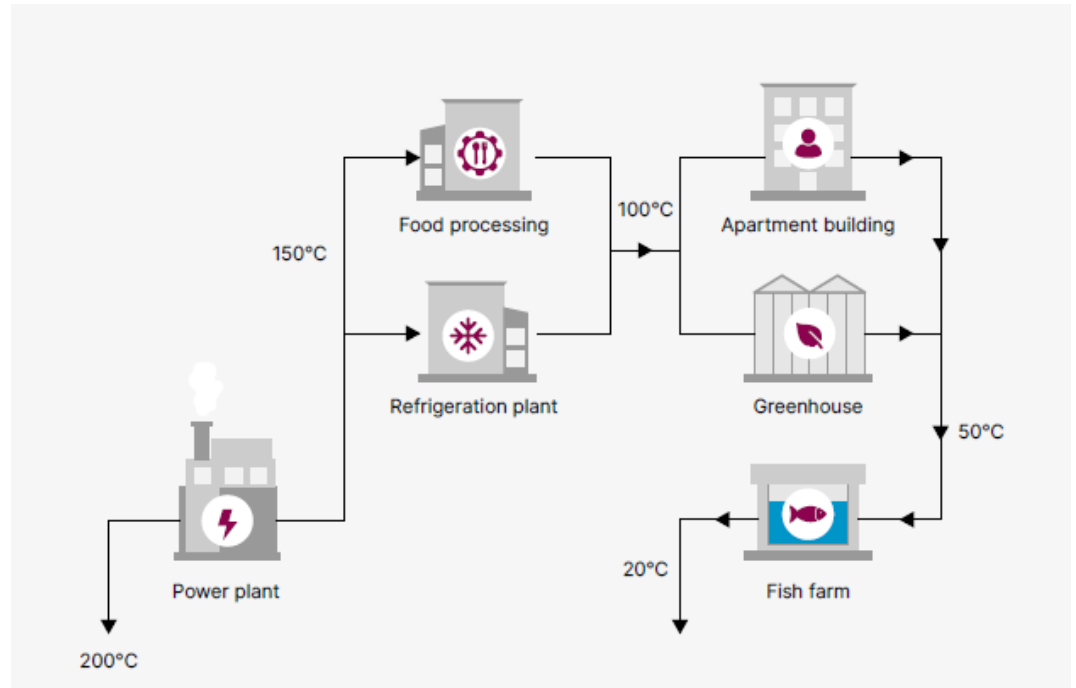 100°C
Food processing
Apartment building
150°C
Refrigeration plant
Greenhouse
50°C
20°C
Power plant
Fish farm
200°C